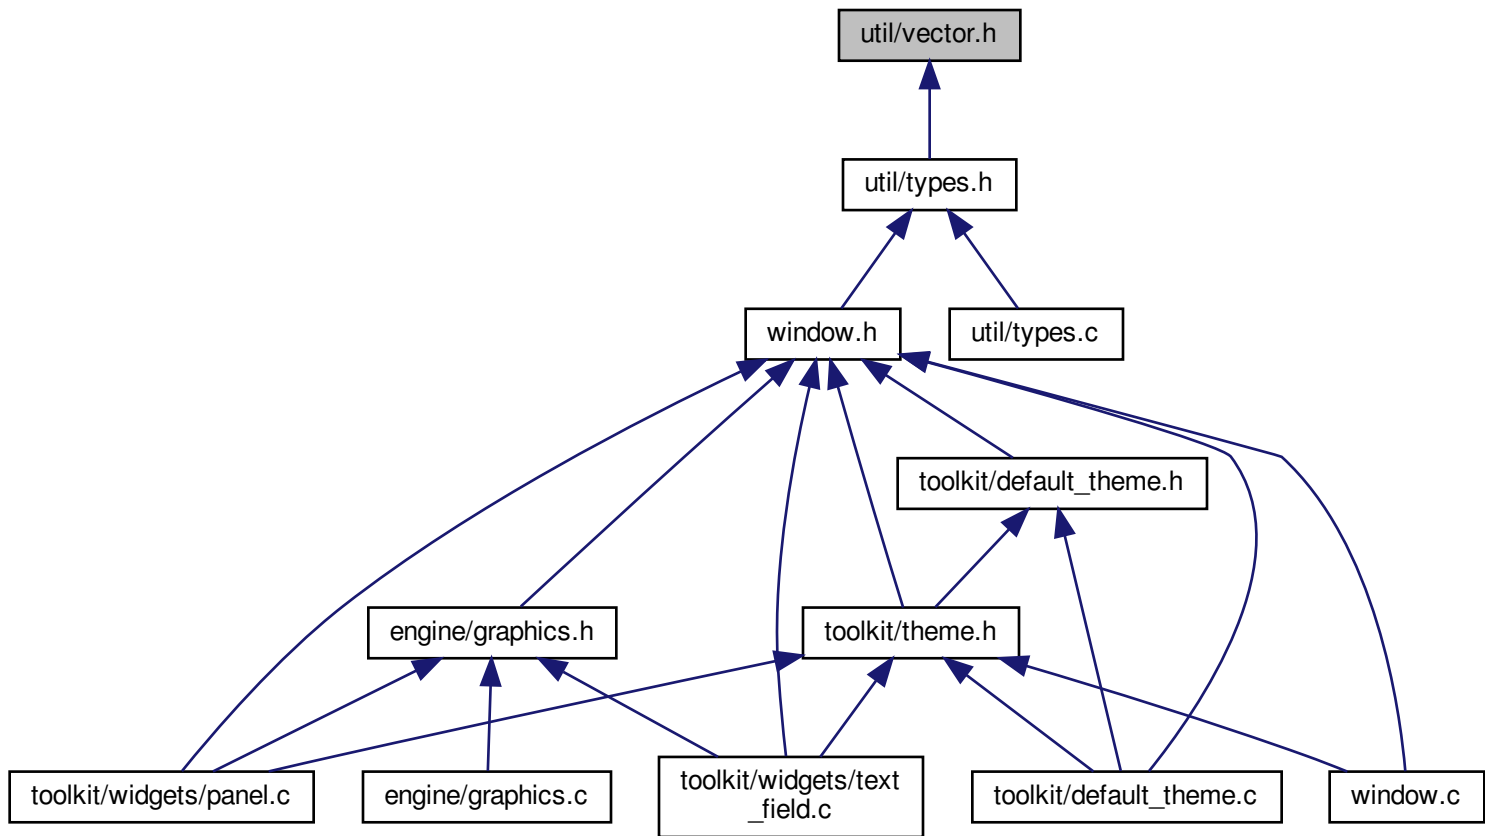 util/vector.h
util/types.h
window.h
util/types.c
toolkit/default_theme.h
engine/graphics.h
toolkit/theme.h
toolkit/widgets/panel.c
engine/graphics.c
toolkit/widgets/text
_field.c
toolkit/default_theme.c
window.c